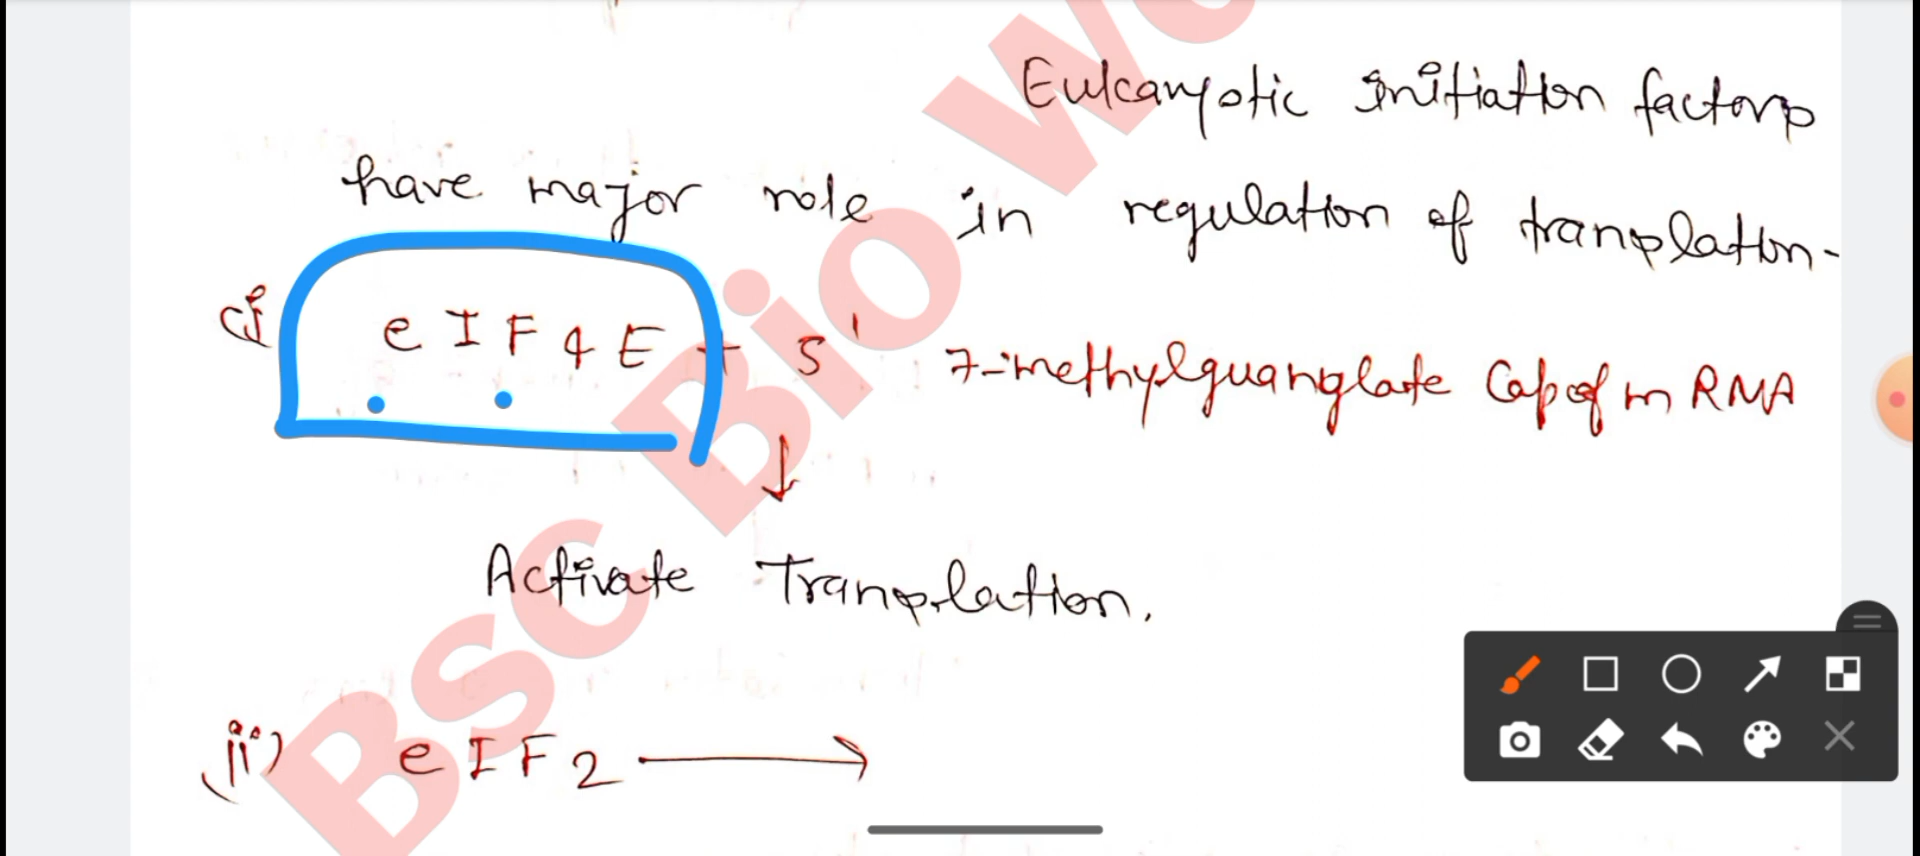 Eukaryotic initiation factors
have major role in regulation of translation.
i) eIF4E + 5' 7-methylguanylate Cap of mRNA
↓
Activate Translation.
ii) eIF2 →
Bsc Bio Wo